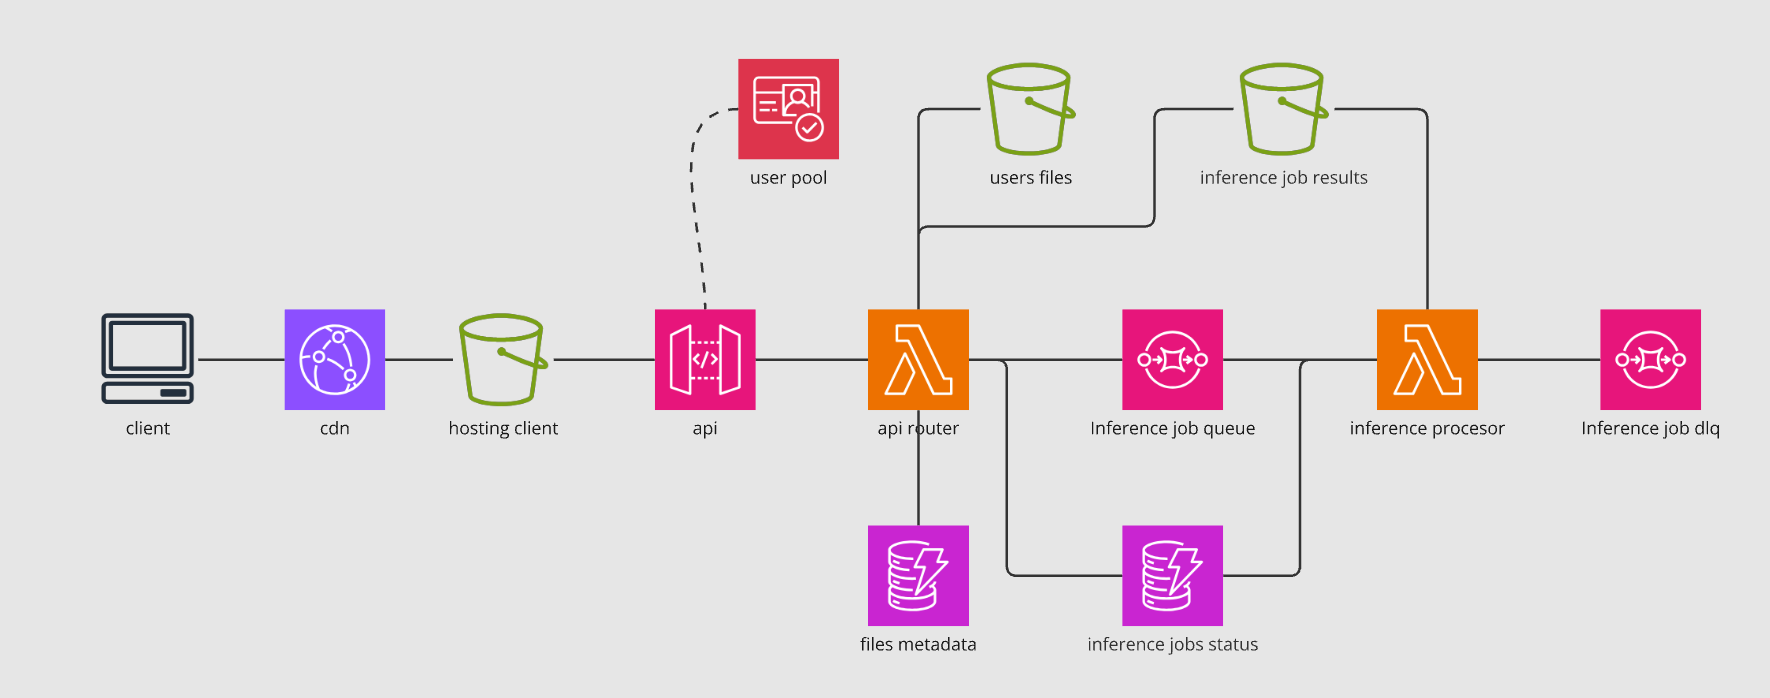 user pool
users files
inference job results
client
cdn
hosting client
api
api router
Inference job queue
inference procesor
Inference job dlq
files metadata
inference jobs status